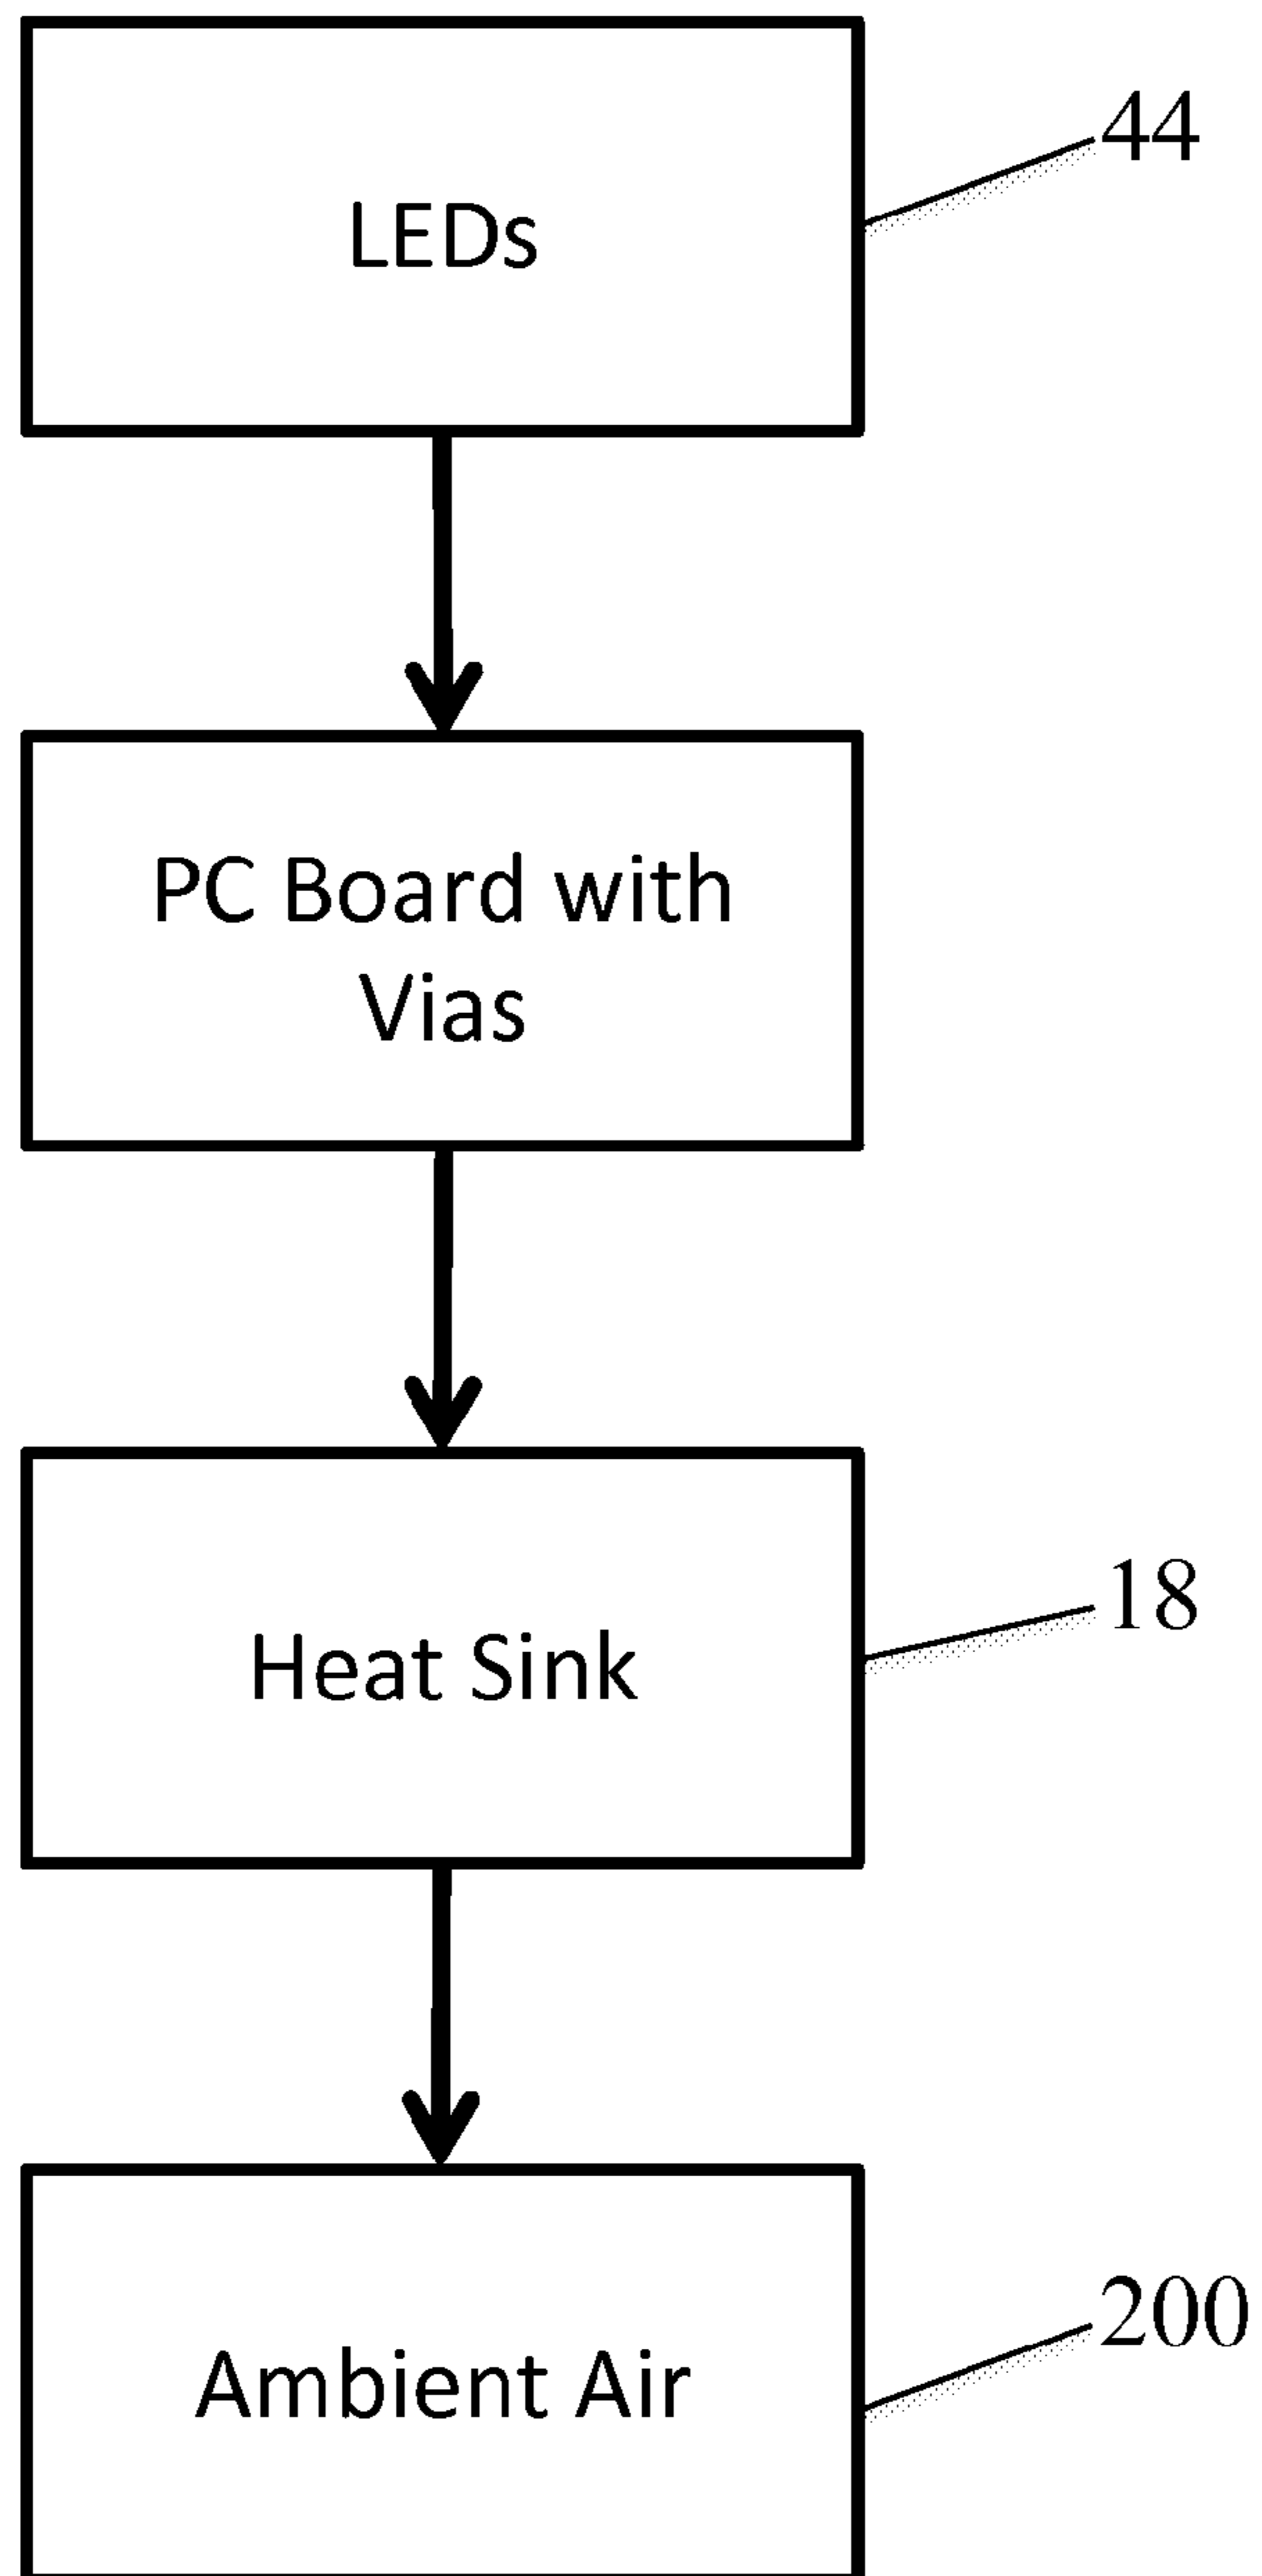 LEDs
44
PC Board with
Vias
Heat Sink
18
Ambient Air
200